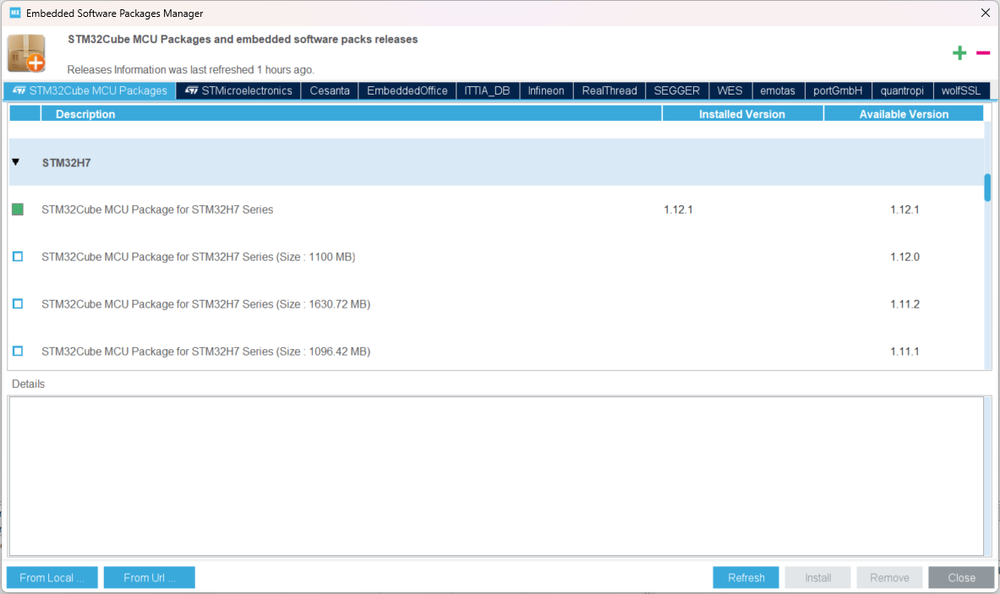 MX Embedded Software Packages Manager
STM32Cube MCU Packages and embedded software packs releases
Releases Information was last refreshed 1 hours ago.
STM32Cube MCU Packages STMicroelectronics Cesanta EmbeddedOffice ITTIA_DB Infineon RealThread SEGGER WES emotas portGmbH quantropi wolfSSL
Description Installed Version Available Version
STM32H7
STM32Cube MCU Package for STM32H7 Series 1.12.1 1.12.1
STM32Cube MCU Package for STM32H7 Series (Size : 1100 MB) 1.12.0
STM32Cube MCU Package for STM32H7 Series (Size : 1630.72 MB) 1.11.2
STM32Cube MCU Package for STM32H7 Series (Size : 1096.42 MB) 1.11.1
Details
From Local ... From Url ... Refresh Install Remove Close